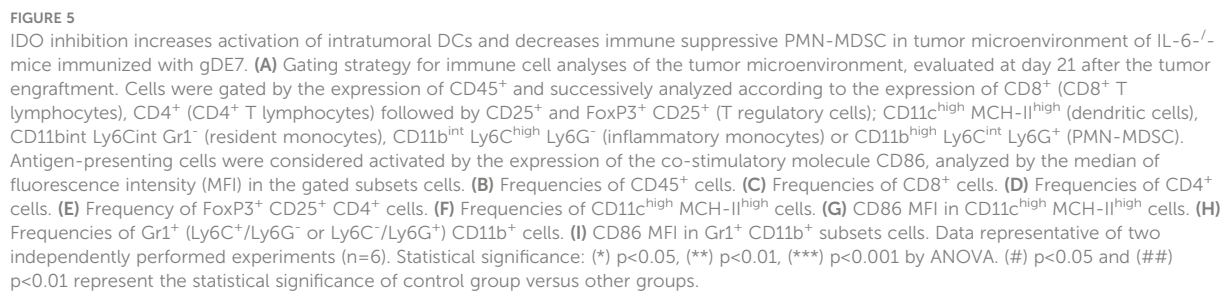 FIGURE 5
IDO inhibition increases activation of intratumoral DCs and decreases immune suppressive PMN-MDSC in tumor microenvironment of IL-6-⁄-
mice immunized with gDE7. (A) Gating strategy for immune cell analyses of the tumor microenvironment, evaluated at day 21 after the tumor
engraftment. Cells were gated by the expression of CD45⁺ and successively analyzed according to the expression of CD8⁺ (CD8⁺ T
lymphocytes), CD4⁺ (CD4⁺ T lymphocytes) followed by CD25⁺ and FoxP3⁺ CD25⁺ (T regulatory cells); CD11cʰⁱᵍʰ MCH-IIʰⁱᵍʰ (dendritic cells),
CD11bint Ly6Cint Gr1⁻ (resident monocytes), CD11bⁱⁿᵗ Ly6Cʰⁱᵍʰ Ly6G⁻ (inflammatory monocytes) or CD11bʰⁱᵍʰ Ly6Cⁱⁿᵗ Ly6G⁺ (PMN-MDSC).
Antigen-presenting cells were considered activated by the expression of the co-stimulatory molecule CD86, analyzed by the median of
fluorescence intensity (MFI) in the gated subsets cells. (B) Frequencies of CD45⁺ cells. (C) Frequencies of CD8⁺ cells. (D) Frequencies of CD4⁺
cells. (E) Frequency of FoxP3⁺ CD25⁺ CD4⁺ cells. (F) Frequencies of CD11cʰⁱᵍʰ MCH-IIʰⁱᵍʰ cells. (G) CD86 MFI in CD11cʰⁱᵍʰ MCH-IIʰⁱᵍʰ cells. (H)
Frequencies of Gr1⁺ (Ly6C⁺/Ly6G⁻ or Ly6C⁻/Ly6G⁺) CD11b⁺ cells. (I) CD86 MFI in Gr1⁺ CD11b⁺ subsets cells. Data representative of two
independently performed experiments (n=6). Statistical significance: (*) p<0.05, (**) p<0.01, (***) p<0.001 by ANOVA. (#) p<0.05 and (##)
p<0.01 represent the statistical significance of control group versus other groups.